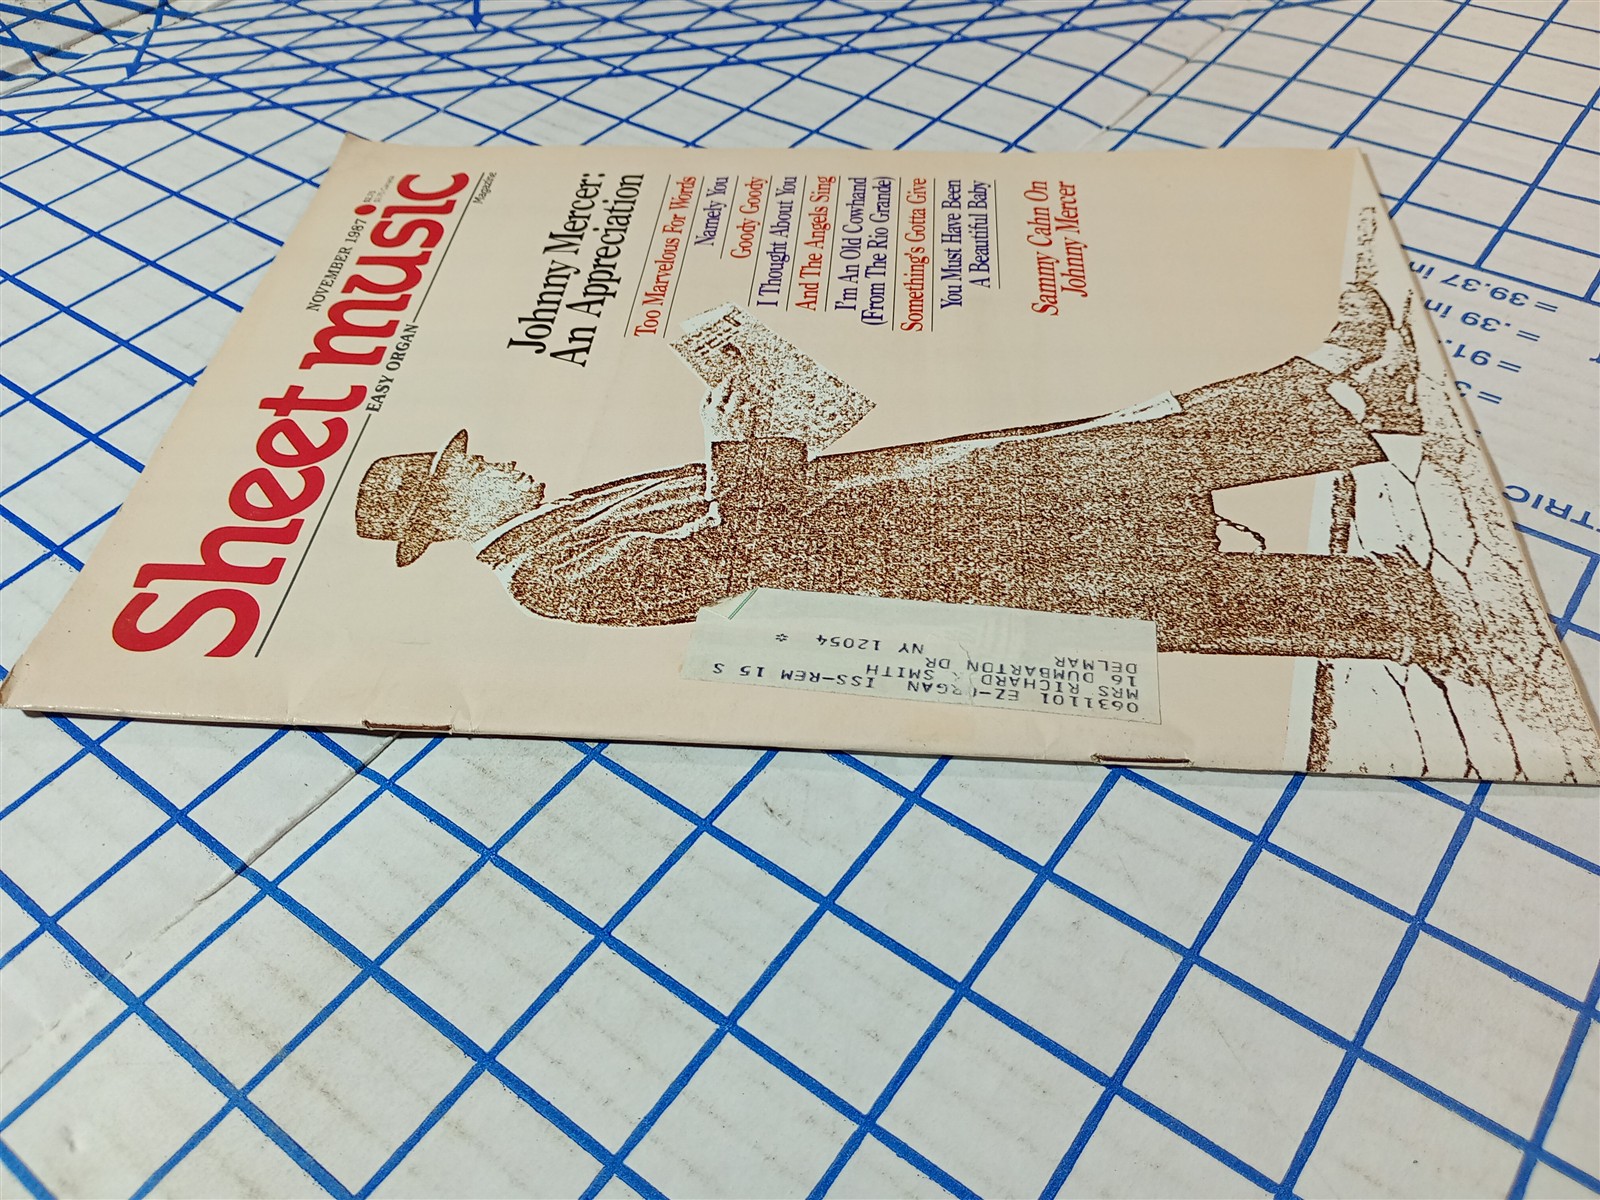 NOVEMBER 1987
Sheet music
Magazine
EASY ORGAN
Johnny Mercer:
An Appreciation
Too Marvelous For Words
Namely You
Goody Goody
I Thought About You
And The Angels Sing
I'm An Old Cowhand
(From The Rio Grande)
Something's Gotta Give
You Must Have Been
A Beautiful Baby
Sammy Cahn On
Johnny Mercer
0631101 EZ-ORGAN ISS-REM 15 S
MRS RICHARD SMITH
16 DUMBARTON DR
DELMAR
NY 12054 *
= 39.37 in
= .39 in
= 91.